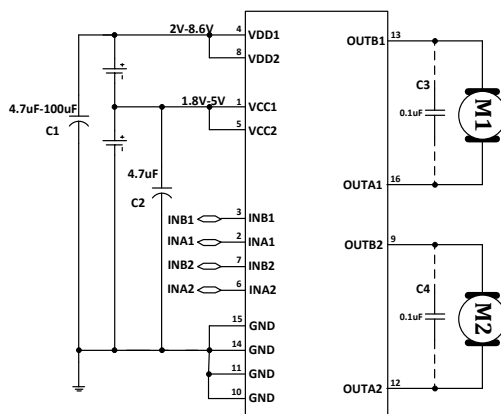 2V-8.6V
4
VDD1
8
VDD2
1.8V-5V
1
VCC1
5
VCC2
4.7uF-100uF
C1
4.7uF
C2
INB1
3
INB1
INA1
2
INA1
INB2
7
INB2
INA2
6
INA2
15
GND
14
GND
11
GND
10
GND
OUTB1
13
C3
0.1uF
M1
OUTA1
16
OUTB2
9
C4
0.1uF
M2
OUTA2
12